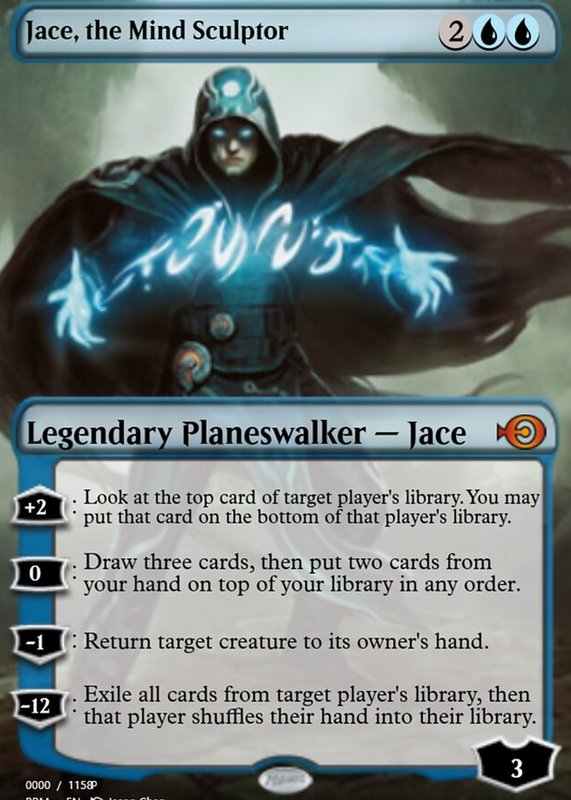 Jace, the Mind Sculptor 2
Legendary Planeswalker — Jace
+2 : Look at the top card of target player's library. You may
put that card on the bottom of that player's library.
0 : Draw three cards, then put two cards from
your hand on top of your library in any order.
-1 : Return target creature to its owner's hand.
-12 : Exile all cards from target player's library, then
that player shuffles their hand into their library.
3
0000 / 1158P
EN Jason Chan